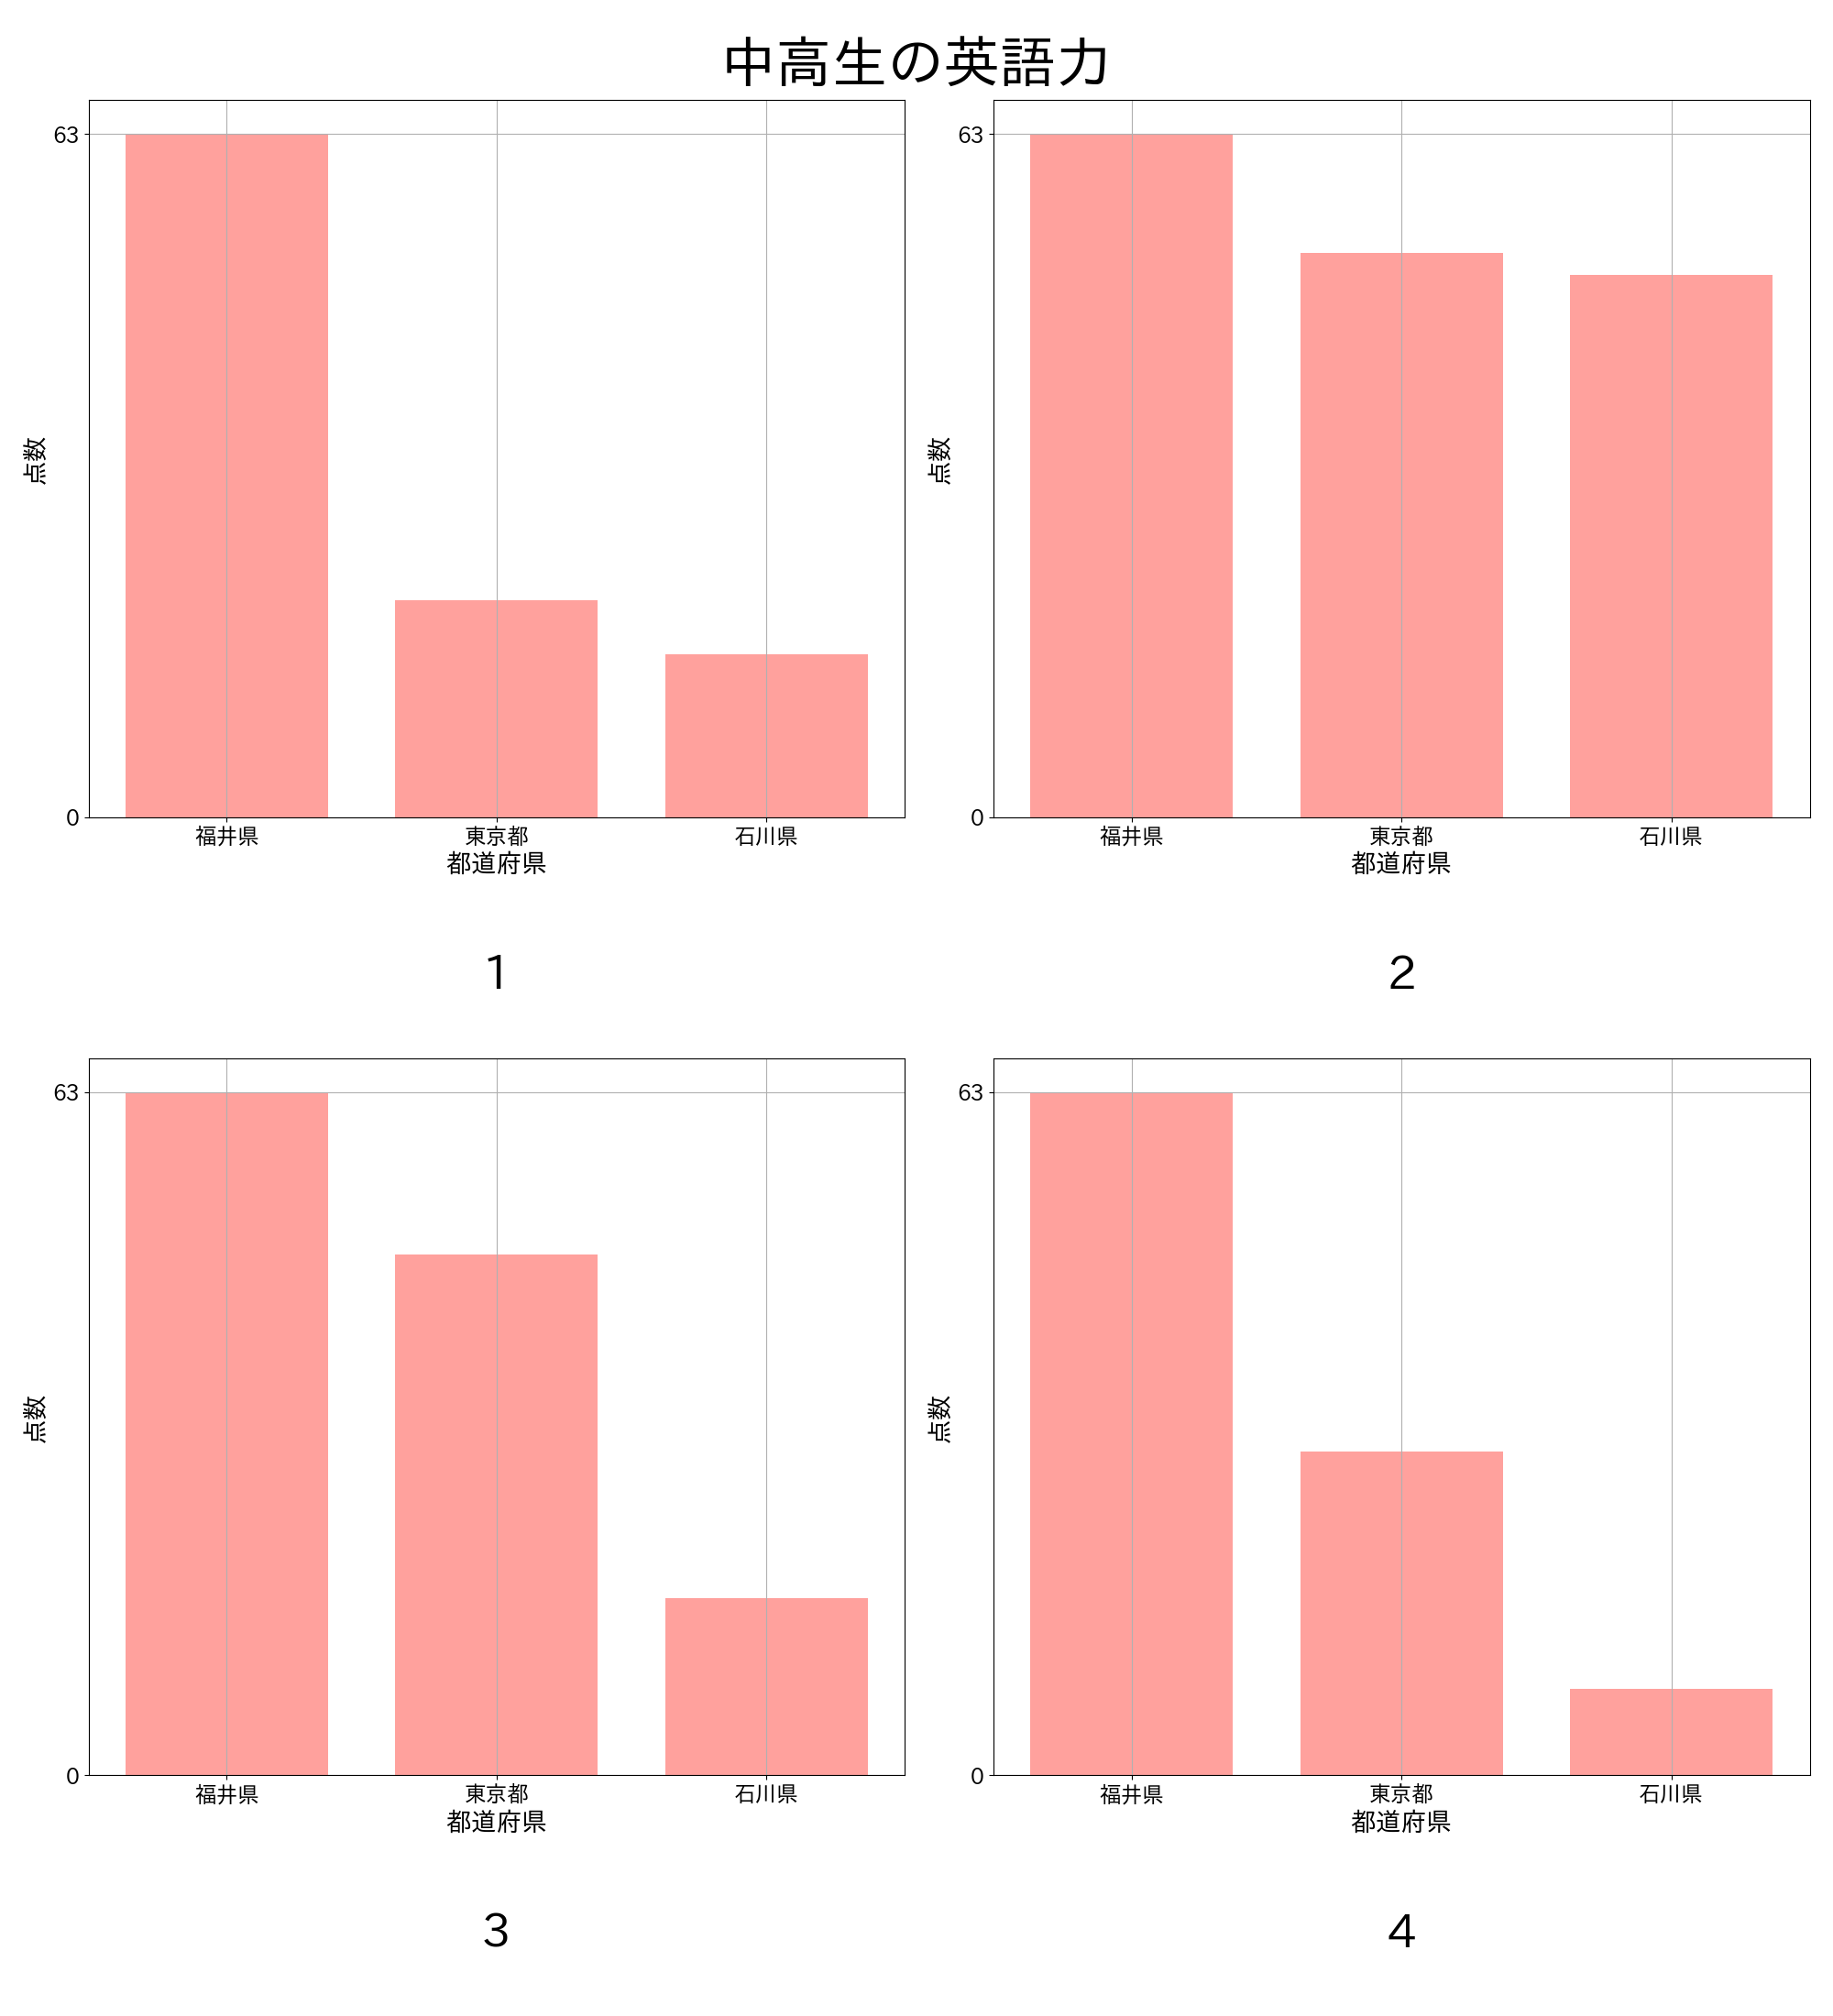 中高生の英語力
63
点数
0
福井県 東京都 石川県
都道府県
1
63
点数
0
福井県 東京都 石川県
都道府県
2
63
点数
0
福井県 東京都 石川県
都道府県
3
63
点数
0
福井県 東京都 石川県
都道府県
4